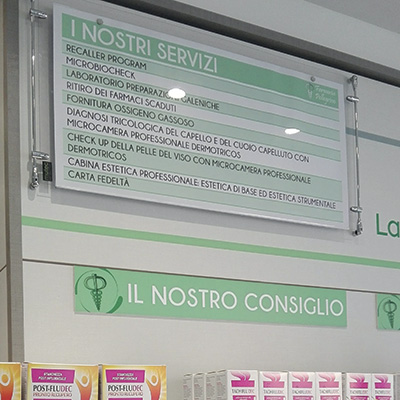 I NOSTRI SERVIZI
RECALLER PROGRAM
MICROBIOCHECK
LABORATORIO PREPARAZIONI GALENICHE
RITIRO DEI FARMACI SCADUTI
FORNITURA OSSIGENO GASSOSO
DIAGNOSI TRICOLOGICA DEL CAPELLO E DEL CUOIO CAPELLUTO CON
MICROCAMERA PROFESSIONALE DERMOTRICOS
CHECK UP DELLA PELLE DEL VISO CON MICROCAMERA PROFESSIONALE
DERMOTRICOS
CABINA ESTETICA PROFESSIONALE: ESTETICA DI BASE ED ESTETICA STRUMENTALE
CARTA FEDELTÀ
La
IL NOSTRO CONSIGLIO
POST-FLUDEC
POST-FLUDEC